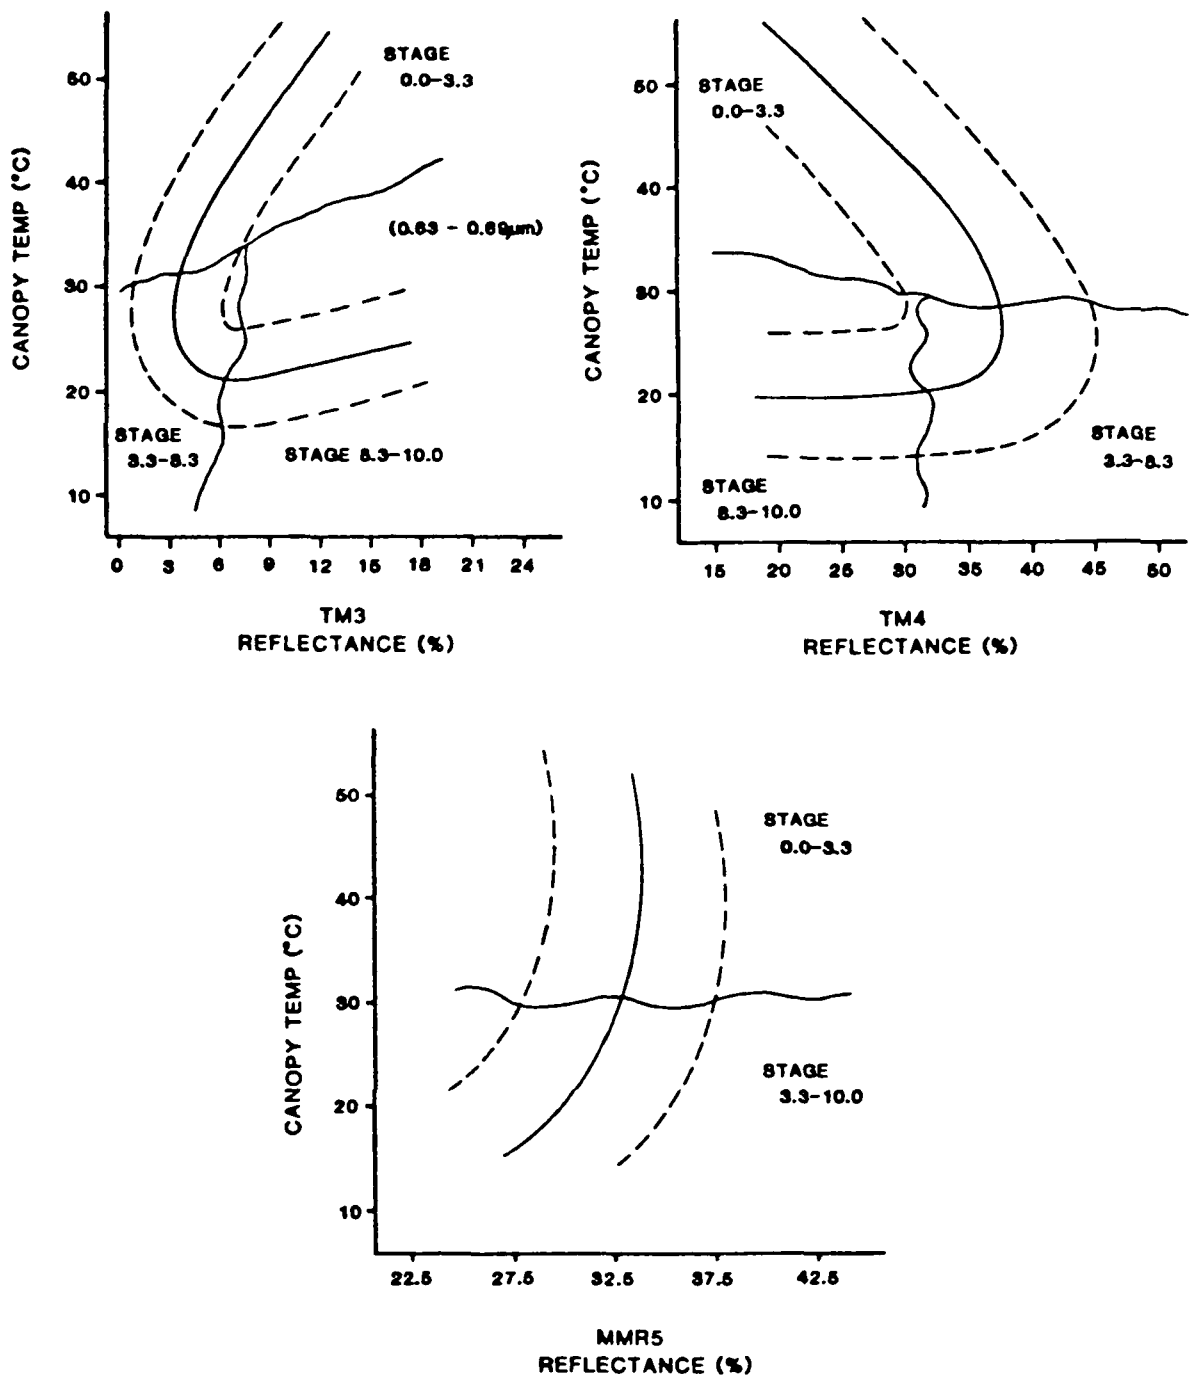 STAGE
0.0-3.3
50
40
30
20
10
CANOPY TEMP (°C)
(0.63 - 0.69µm)
STAGE
3.3-8.3
STAGE 8.3-10.0
0 3 6 9 12 15 18 21 24
TM3
REFLECTANCE (%)
STAGE
0.0-3.3
50
40
30
20
10
CANOPY TEMP (°C)
STAGE
3.3-8.3
STAGE
8.3-10.0
15 20 25 30 35 40 45 50
TM4
REFLECTANCE (%)
50
40
30
20
10
CANOPY TEMP (°C)
STAGE
0.0-3.3
STAGE
3.3-10.0
22.5 27.5 32.5 37.5 42.5
MMR5
REFLECTANCE (%)